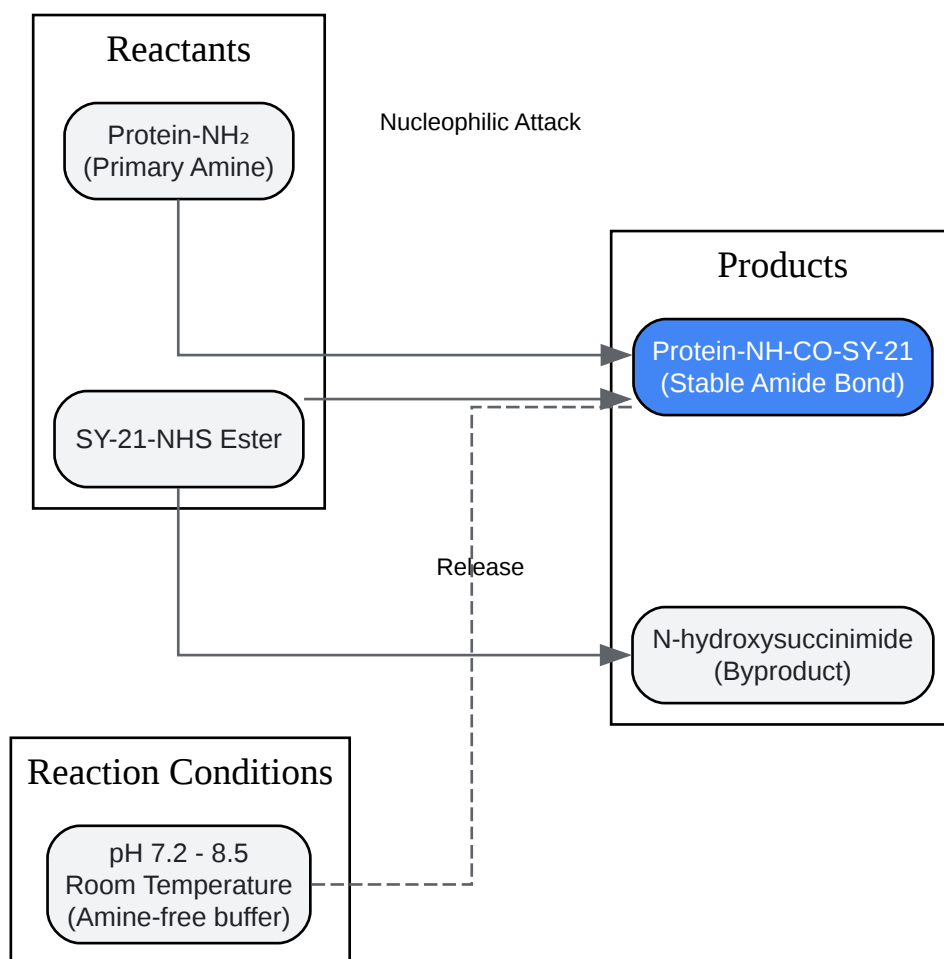 Reactants
Protein-NH₂
(Primary Amine)
Nucleophilic Attack
Products
Protein-NH-CO-SY-21
(Stable Amide Bond)
SY-21-NHS Ester
Release
N-hydroxysuccinimide
(Byproduct)
Reaction Conditions
pH 7.2 - 8.5
Room Temperature
(Amine-free buffer)